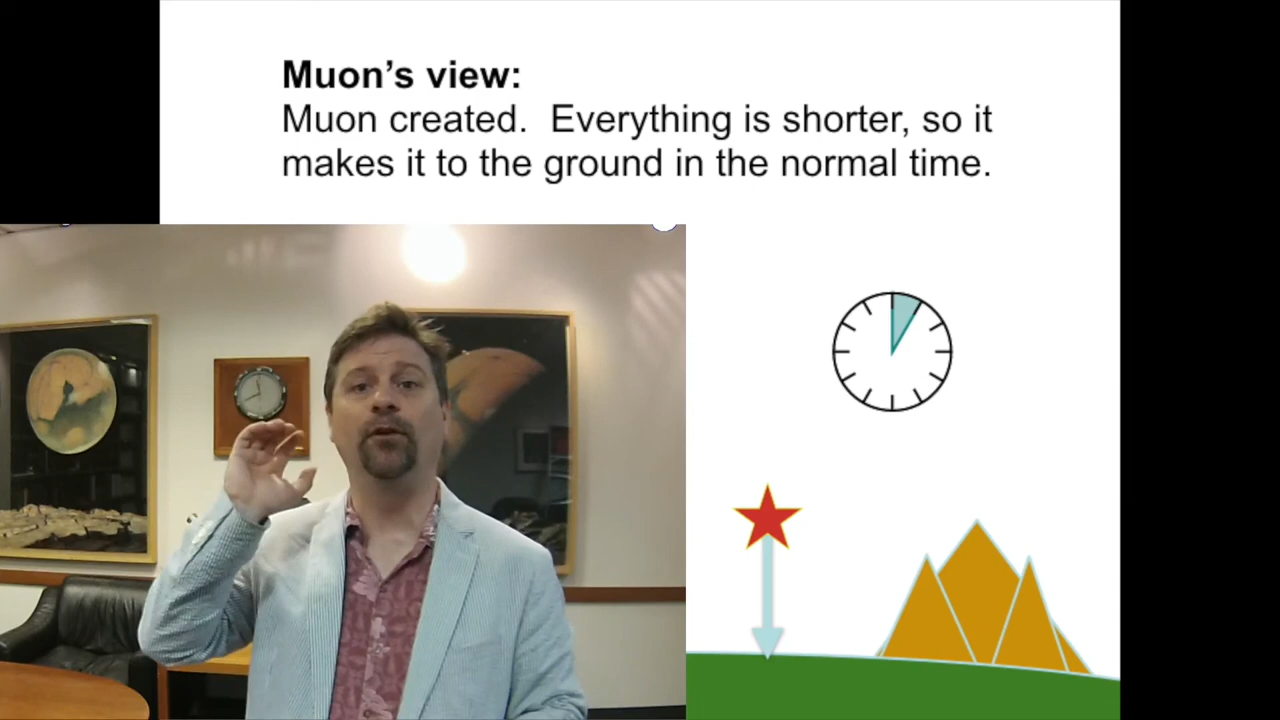 Muon’s view:
Muon created.  Everything is shorter, so it
makes it to the ground in the normal time.